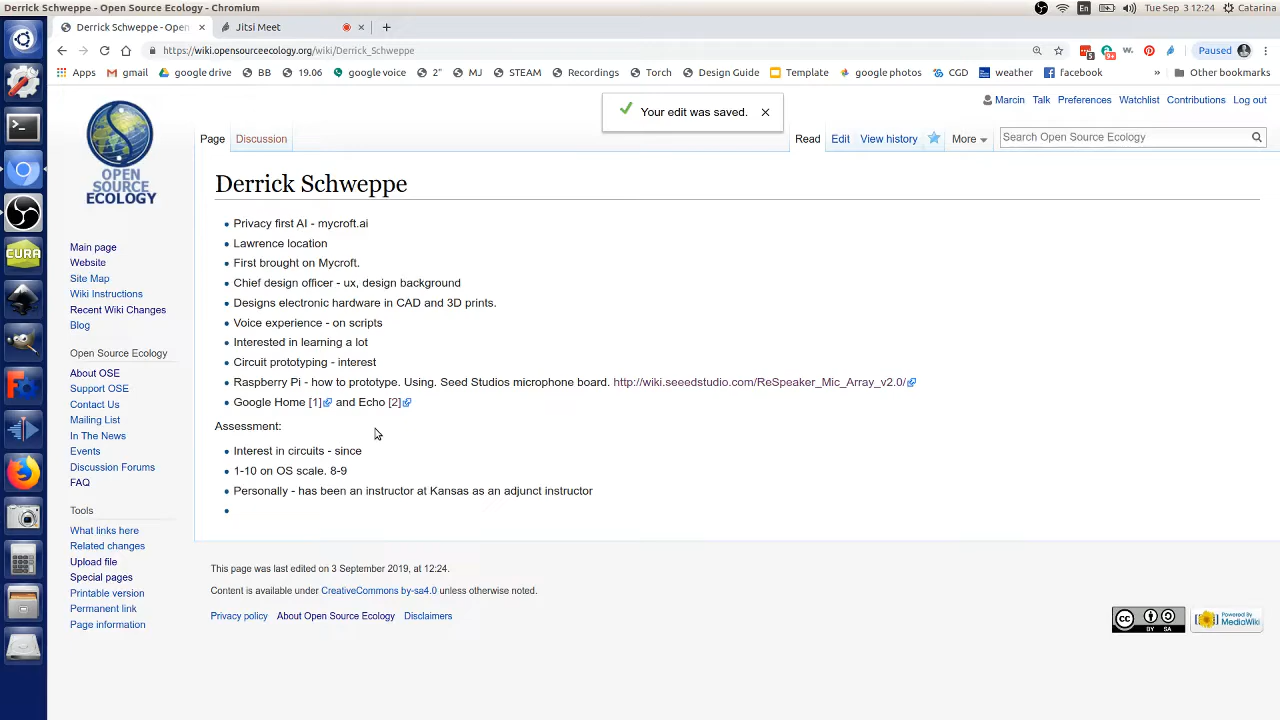 Derrick Schweppe - Open Source Ecology - Chromium
En
Tue Sep 3 12:24
Catarina
Derrick Schweppe - Open
Jitsi Meet
https://wiki.opensourceecology.org/wiki/Derrick_Schweppe
Paused
Apps
gmail
google drive
BB
19.06
google voice
2"
MJ
STEAM
Recordings
Torch
Design Guide
Template
google photos
CGD
weather
facebook
»
Other bookmarks
Your edit was saved.
Marcin Talk Preferences Watchlist Contributions Log out
Page Discussion
Read Edit View history
More
Search Open Source Ecology
OPEN
SOURCE
ECOLOGY
Main page
Website
Site Map
Wiki Instructions
Recent Wiki Changes
Blog
Open Source Ecology
About OSE
Support OSE
Contact Us
Mailing List
In The News
Events
Discussion Forums
FAQ
Tools
What links here
Related changes
Upload file
Special pages
Printable version
Permanent link
Page information
Derrick Schweppe
Privacy first AI - mycroft.ai
Lawrence location
First brought on Mycroft.
Chief design officer - ux, design background
Designs electronic hardware in CAD and 3D prints.
Voice experience - on scripts
Interested in learning a lot
Circuit prototyping - interest
Raspberry Pi - how to prototype. Using. Seed Studios microphone board. http://wiki.seeedstudio.com/ReSpeaker_Mic_Array_v2.0/
Google Home [1] and Echo [2]
Assessment:
Interest in circuits - since
1-10 on OS scale. 8-9
Personally - has been an instructor at Kansas as an adjunct instructor
This page was last edited on 3 September 2019, at 12:24.
Content is available under CreativeCommons by-sa4.0 unless otherwise noted.
Privacy policy About Open Source Ecology Disclaimers
CC
BY SA
Powered By
MediaWiki
CURA